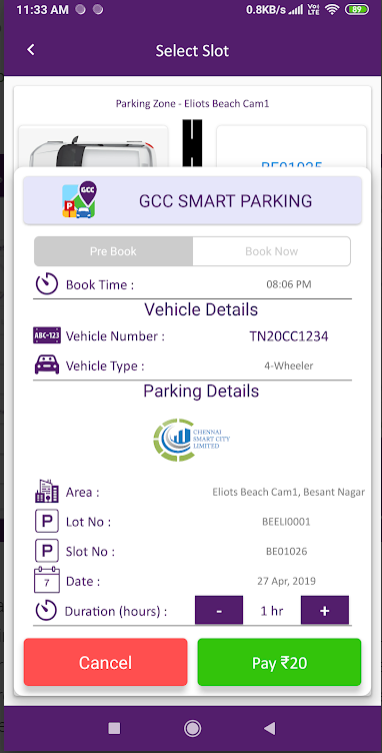 11:33 AM 0.8KB/s Vo) LTE 89
Select Slot
Parking Zone - Eliots Beach Cam1
GCC
P
GCC SMART PARKING
Pre Book Book Now
Book Time : 08:06 PM
Vehicle Details
ABC-123 Vehicle Number : TN20CC1234
Vehicle Type : 4-Wheeler
Parking Details
CHENNAI
SMART CITY
LIMITED
Area : Eliots Beach Cam1, Besant Nagar
P Lot No : BEELI0001
P Slot No : BE01026
7 Date : 27 Apr, 2019
Duration (hours) : - 1 hr +
Cancel Pay ₹20